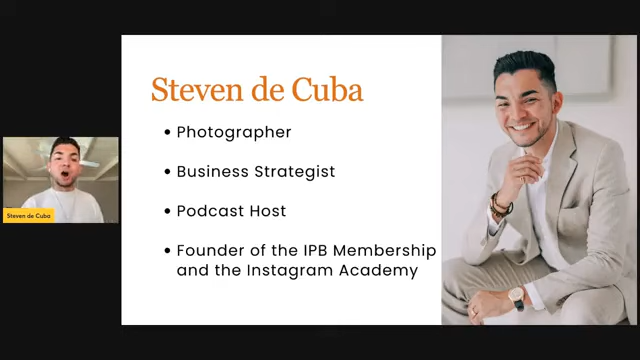 Steven de Cuba
Photographer
Business Strategist
Podcast Host
Founder of the IPB Membership
and the Instagram Academy
Steven de Cuba